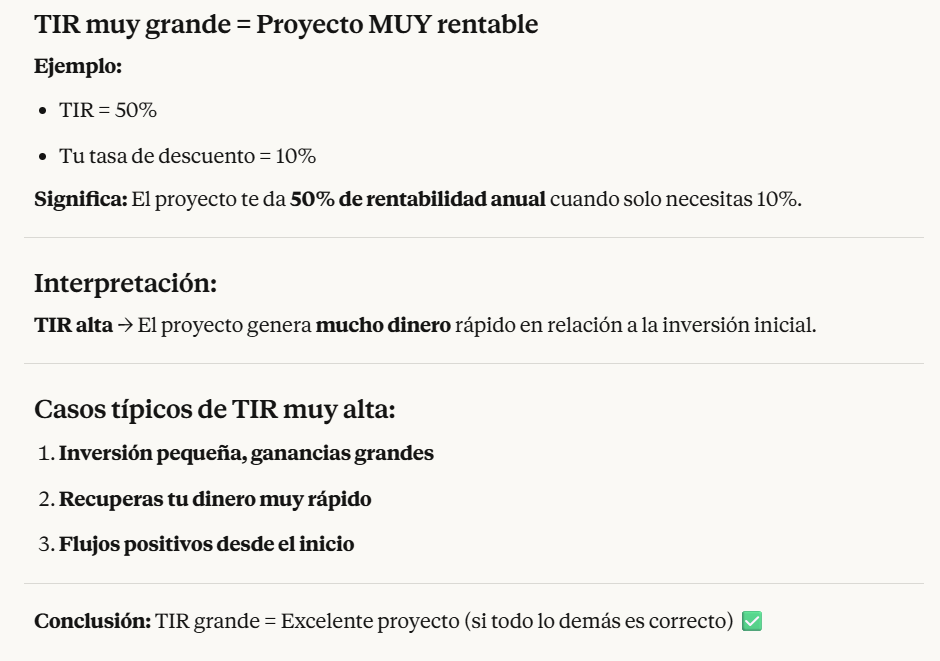 TIR muy grande = Proyecto MUY rentable
Ejemplo:
• TIR = 50%
• Tu tasa de descuento = 10%
Significa: El proyecto te da 50% de rentabilidad anual cuando solo necesitas 10%.
Interpretación:
TIR alta → El proyecto genera mucho dinero rápido en relación a la inversión inicial.
Casos típicos de TIR muy alta:
1. Inversión pequeña, ganancias grandes
2. Recuperas tu dinero muy rápido
3. Flujos positivos desde el inicio
Conclusión: TIR grande = Excelente proyecto (si todo lo demás es correcto) ✅